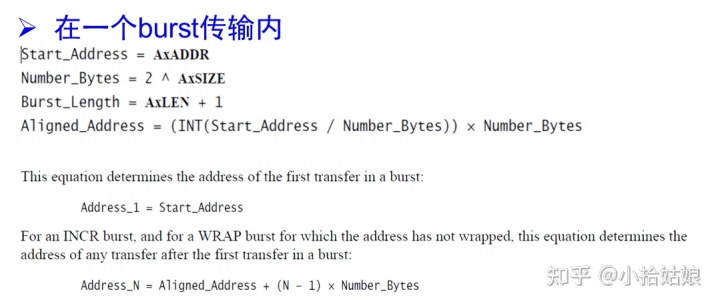 ➢ 在一个burst传输内
Start_Address = AxADDR
Number_Bytes = 2 ^ AxSIZE
Burst_Length = AxLEN + 1
Aligned_Address = (INT(Start_Address / Number_Bytes)) × Number_Bytes
This equation determines the address of the first transfer in a burst:
Address_1 = Start_Address
For an INCR burst, and for a WRAP burst for which the address has not wrapped, this equation determines the
address of any transfer after the first transfer in a burst:
Address_N = Aligned_Address + (N – 1) × Number_Bytes
知乎 @小拾姑娘